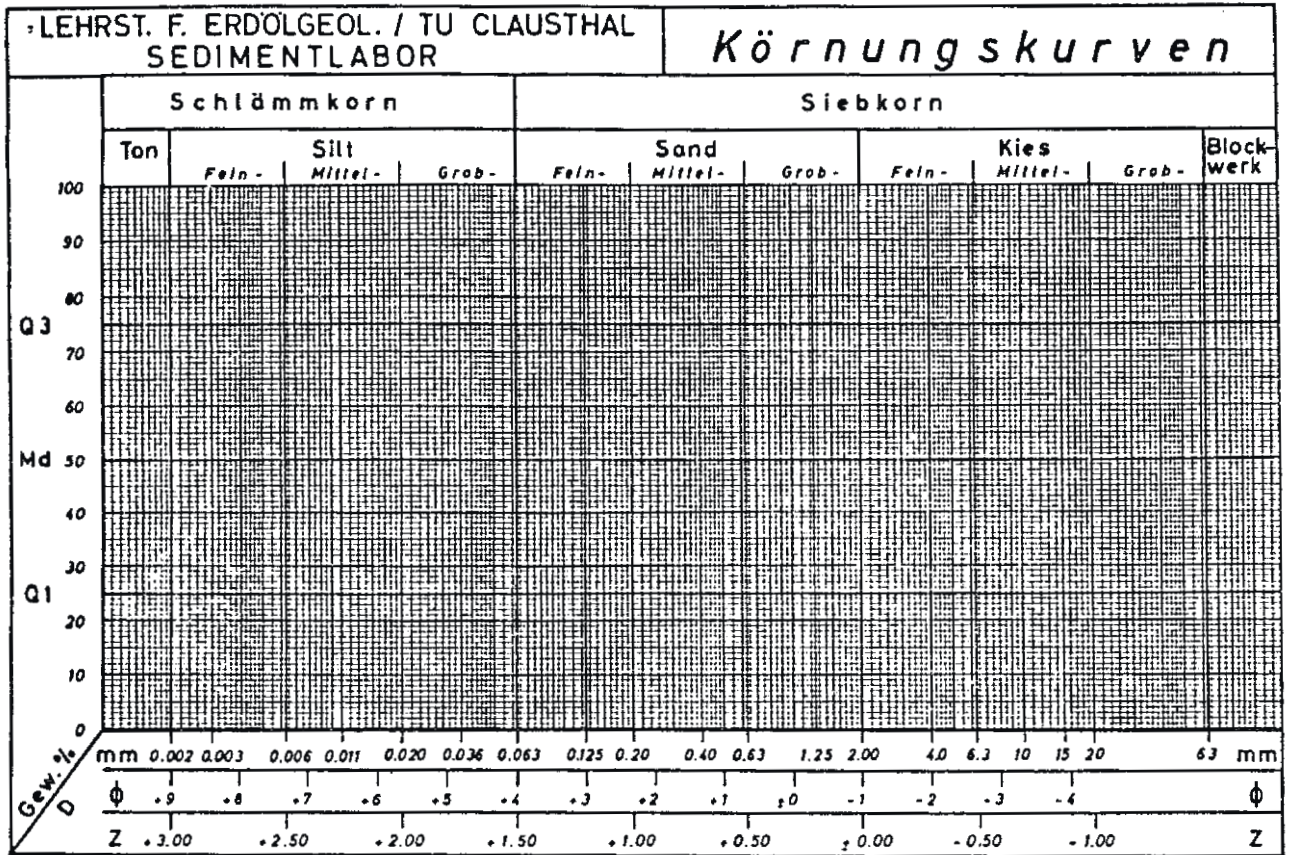 LEHRST. F. ERDÖLGEOL. / TU CLAUSTHAL
SEDIMENTLABOR
Körnungskurven
Schlämmkorn Siebkorn
Ton Silt Sand Kies Block-
werk
Fein- Mittel- Grob- Fein- Mittel- Grob- Fein- Mittel- Grob-
100
90
80
Q3
70
60
Md 50
40
30
Q1
20
10
0
Gew. % D
mm 0.002 0.003 0.006 0.011 0.020 0.036 0.063 0.125 0.20 0.40 0.63 1.25 2.00 4.0 6.3 10 15 20 63 mm
ϕ +9 +8 +7 +6 +5 +4 +3 +2 +1 ±0 -1 -2 -3 -4 ϕ
Z +3.00 +2.50 +2.00 +1.50 +1.00 +0.50 ±0.00 -0.50 -1.00 Z